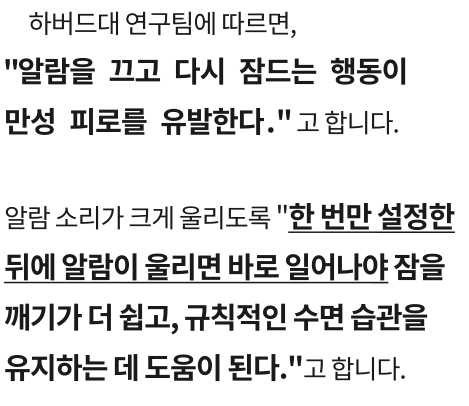 하버드대 연구팀에 따르면,
"알람을 끄고 다시 잠드는 행동이
만성 피로를 유발한다." 고 합니다.
알람 소리가 크게 울리도록 "한 번만 설정한
뒤에 알람이 울리면 바로 일어나야 잠을
깨기가 더 쉽고, 규칙적인 수면 습관을
유지하는 데 도움이 된다."고 합니다.